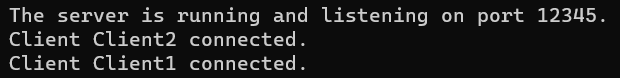 The server is running and listening on port 12345.
Client Client2 connected.
Client Client1 connected.